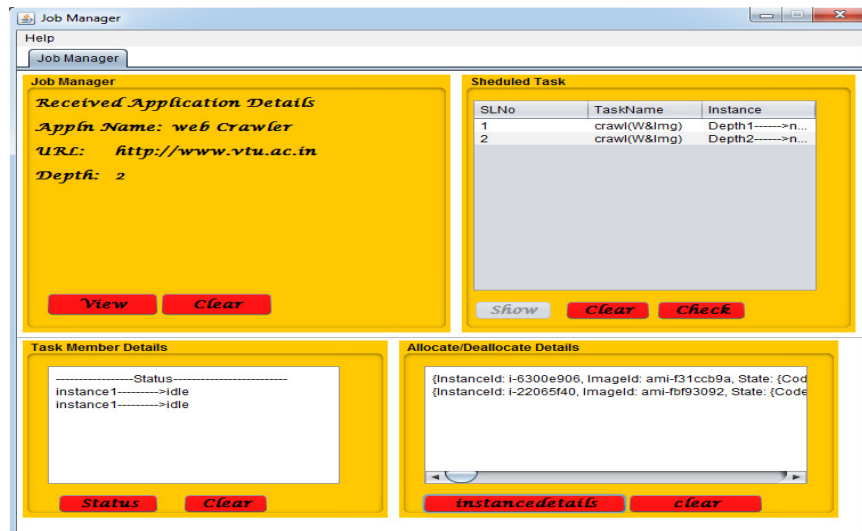 Job Manager
Help
Job Manager
Job Manager
Received Application Details
Appln Name: web Crawler
URL: http://www.vtu.ac.in
Depth: 2
View Clear
Sheduled Task
SLNo TaskName Instance
1 crawl(W&Img) Depth1------>n...
2 crawl(W&Img) Depth2------>n...
Show Clear Check
Task Member Details
-----------------Status-------------------------
instance1--------->idle
instance1--------->idle
Status Clear
Allocate/Deallocate Details
{InstanceId: i-6300e906, ImageId: ami-f31ccb9a, State: {Cod
{InstanceId: i-22065f40, ImageId: ami-fbf93092, State: {Code
instancedetails clear